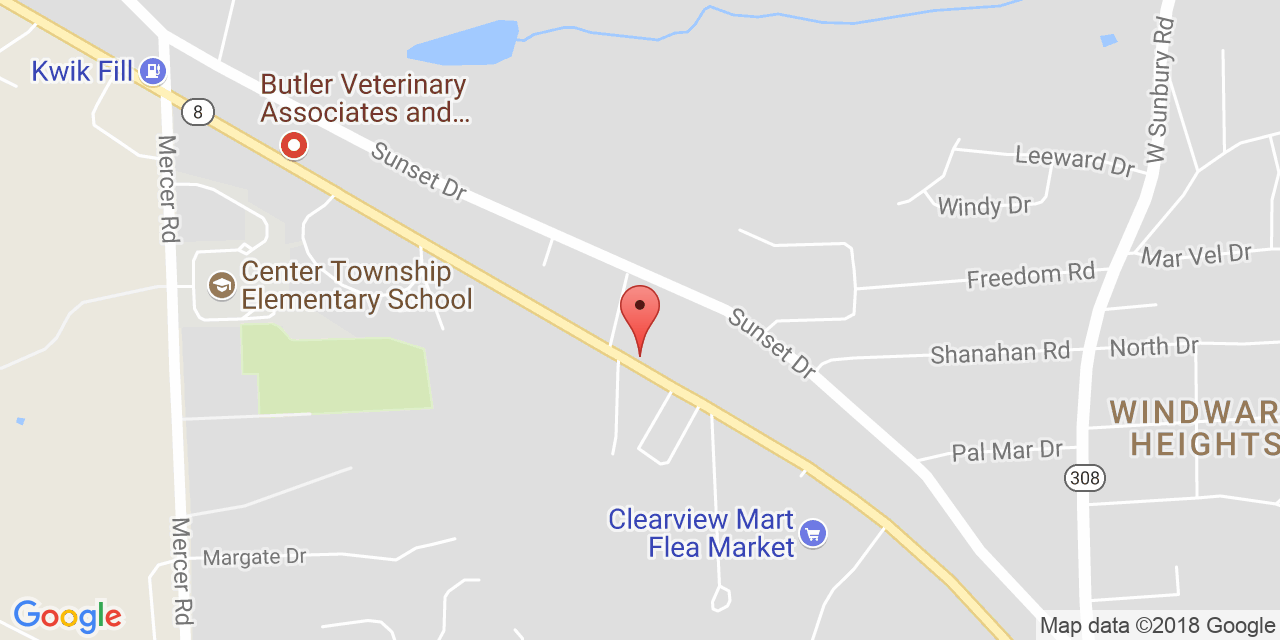 Kwik Fill
8
Butler Veterinary
Associates and...
Mercer Rd
Sunset Dr
W Sunbury Rd
Leeward Dr
Windy Dr
Mar Vel Dr
Freedom Rd
Center Township
Elementary School
Sunset Dr
Shanahan Rd
North Dr
WINDWAR
HEIGHTS
Pal Mar Dr
308
Clearview Mart
Flea Market
Mercer Rd
Margate Dr
Google
Map data ©2018 Google